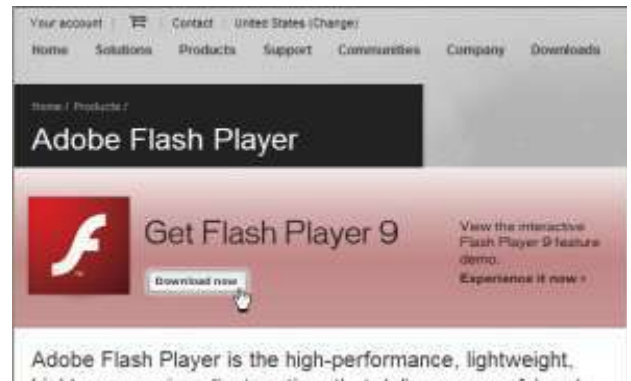 Your account | Contact | United States (Change)
Home Solutions Products Support Communities Company Downloads
Home / Products /
Adobe Flash Player
Get Flash Player 9
Download now
View the interactive
Flash Player 9 feature
demo.
Experience it now ›
Adobe Flash Player is the high-performance, lightweight,